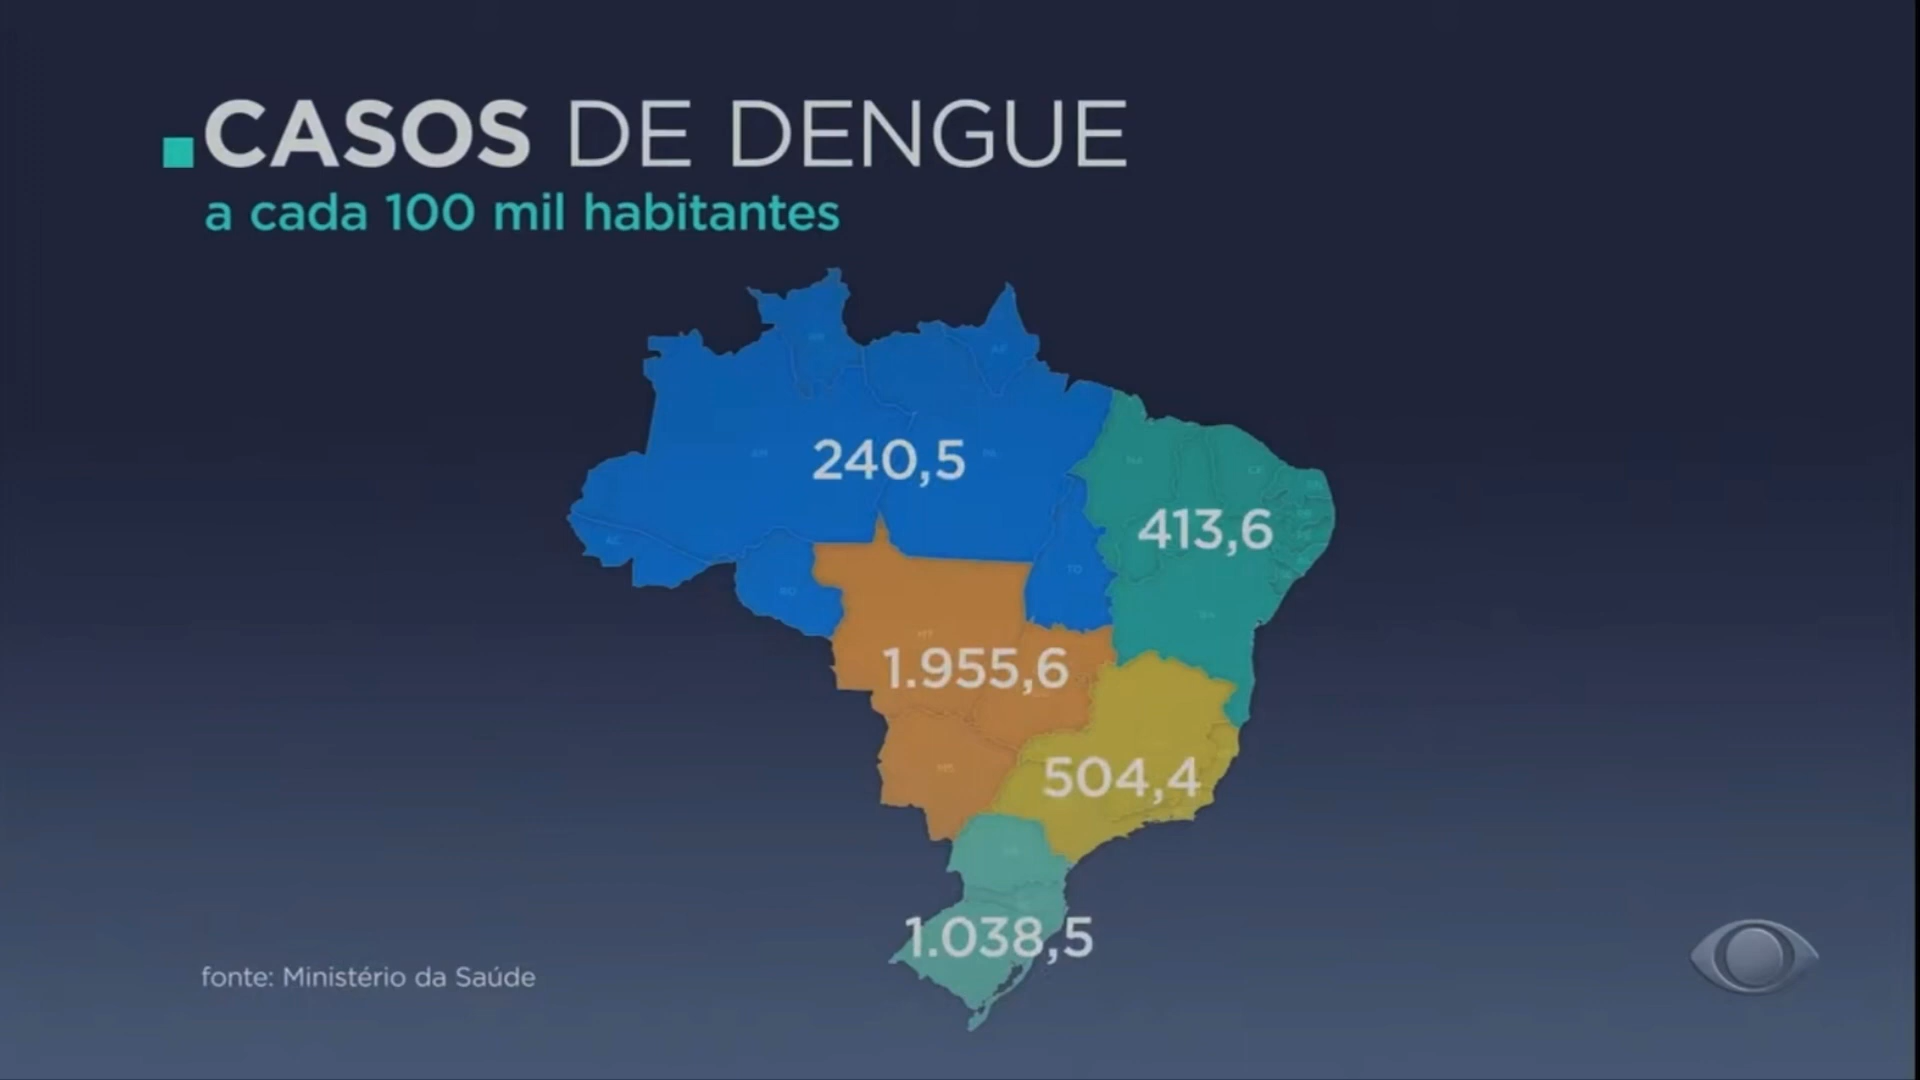 CASOS DE DENGUE
a cada 100 mil habitantes
240,5
413,6
TO
1.955,6
504,4
1.038,5
fonte: Ministério da Saúde